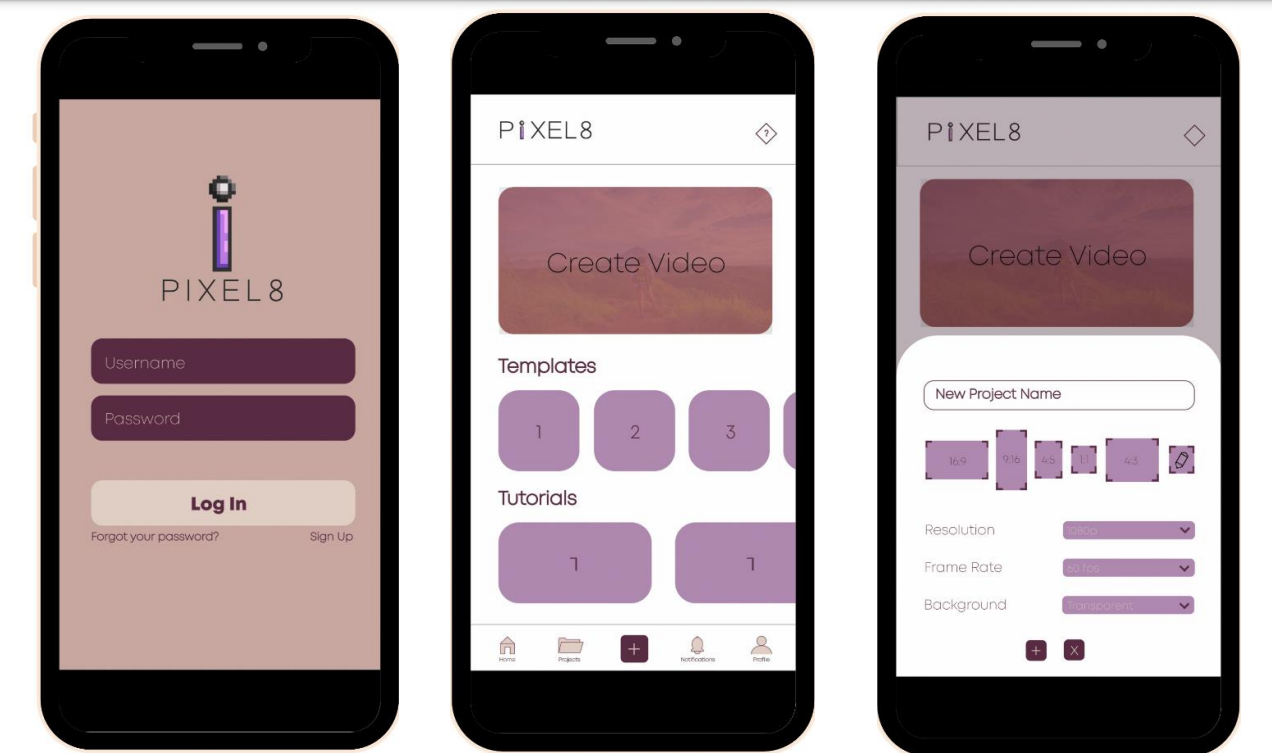 PIXEL8
Username
Password
Log In
Forgot your password? Sign Up
PiXEL8
?
Create Video
Templates
1 2 3
Tutorials
1 1
+
Home Projects Notifications Profile
PiXEL8
Create Video
New Project Name
16:9 9:16 4:5 1:1 4:3
Resolution 1080p
Frame Rate 60 fps
Background Transparent
+ X